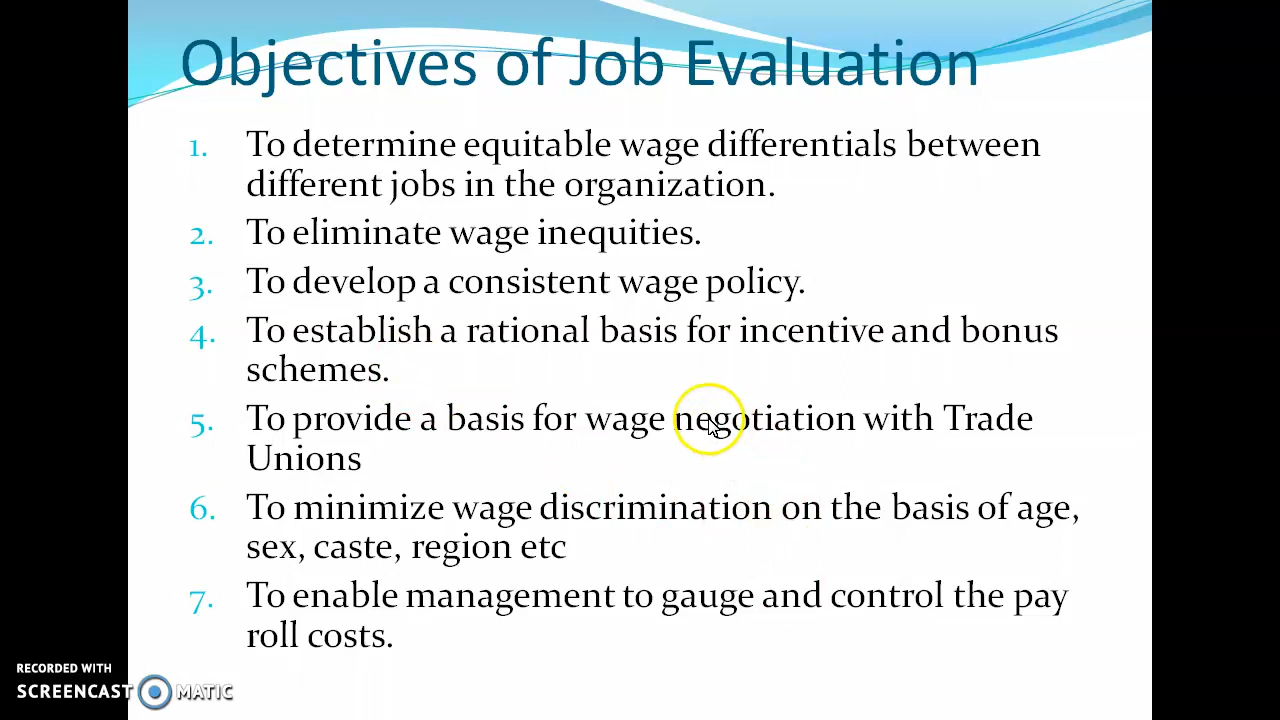 Objectives of Job Evaluation
1. To determine equitable wage differentials between
different jobs in the organization.
2. To eliminate wage inequities.
3. To develop a consistent wage policy.
4. To establish a rational basis for incentive and bonus
schemes.
5. To provide a basis for wage negotiation with Trade
Unions
6. To minimize wage discrimination on the basis of age,
sex, caste, region etc
7. To enable management to gauge and control the pay
roll costs.
RECORDED WITH
SCREENCAST MATIC